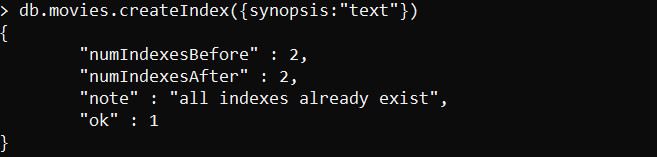 > db.movies.createIndex({synopsis:"text"})
{
        "numIndexesBefore" : 2,
        "numIndexesAfter" : 2,
        "note" : "all indexes already exist",
        "ok" : 1
}